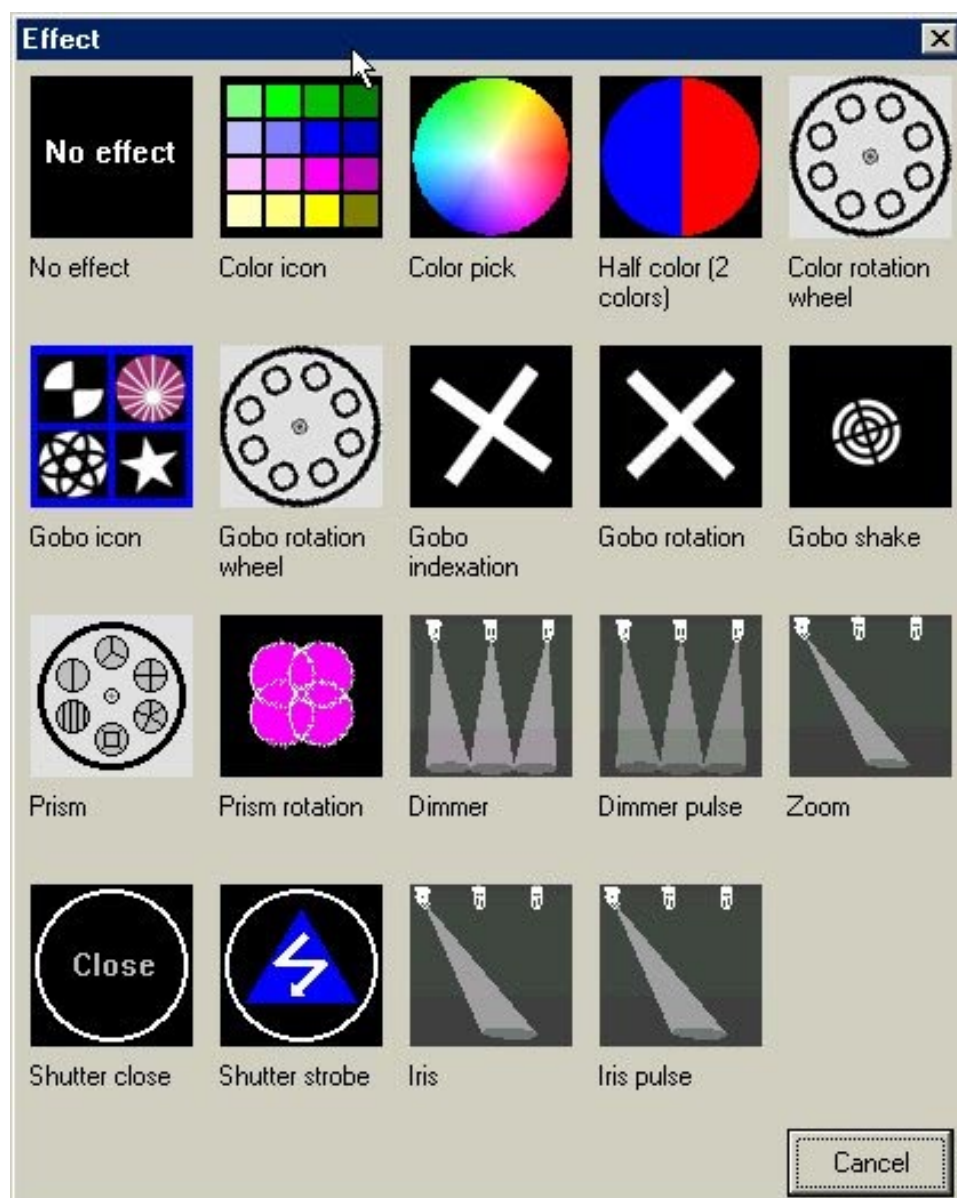 Effect
No effect
No effect
Color icon
Color pick
Half color (2
colors)
Color rotation
wheel
Gobo icon
Gobo rotation
wheel
Gobo
indexation
Gobo rotation
Gobo shake
Prism
Prism rotation
Dimmer
Dimmer pulse
Zoom
Close
Shutter close
Shutter strobe
Iris
Iris pulse
Cancel